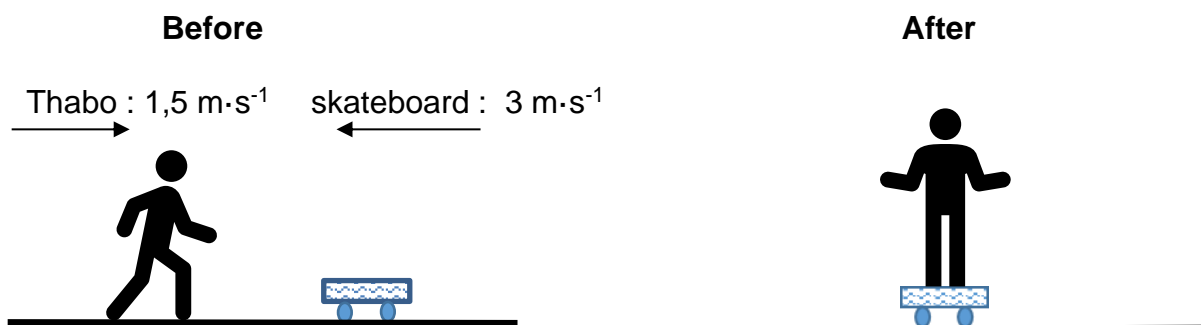 Before After
Thabo : 1,5 m·s⁻¹ skateboard : 3 m·s⁻¹